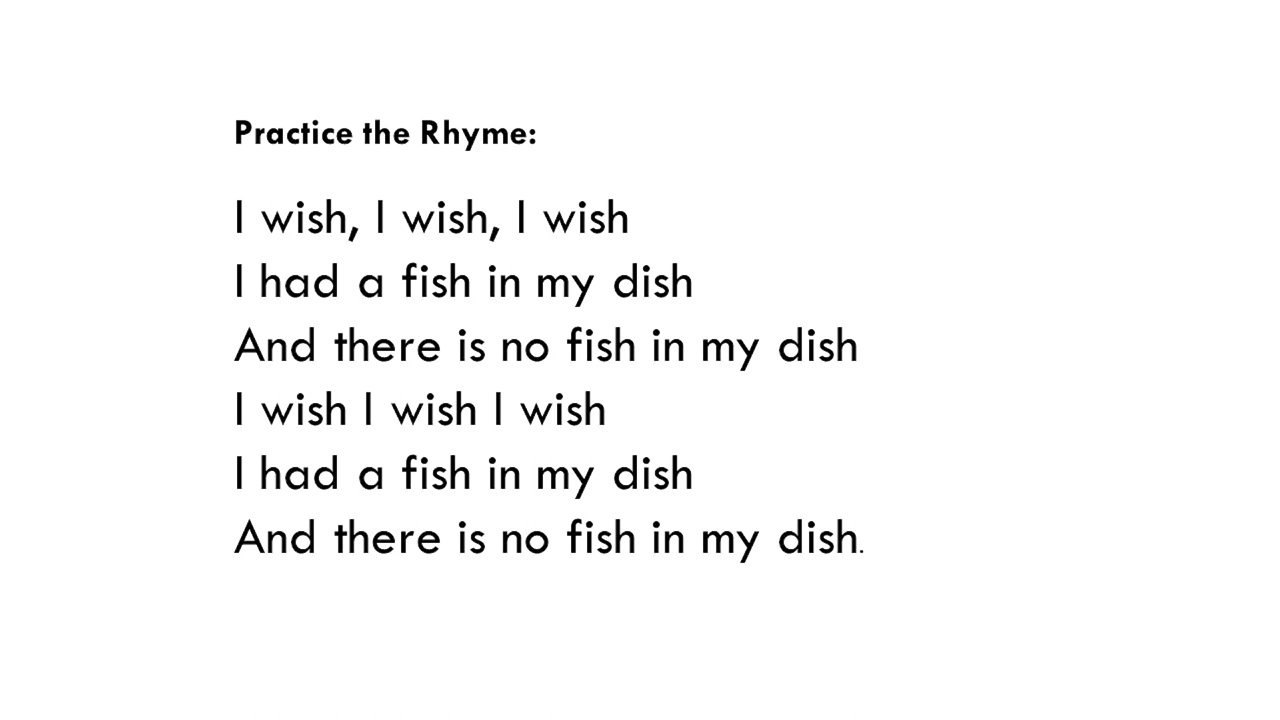 Practice the Rhyme:
I wish, I wish, I wish
I had a fish in my dish
And there is no fish in my dish
I wish I wish I wish
I had a fish in my dish
And there is no fish in my dish.